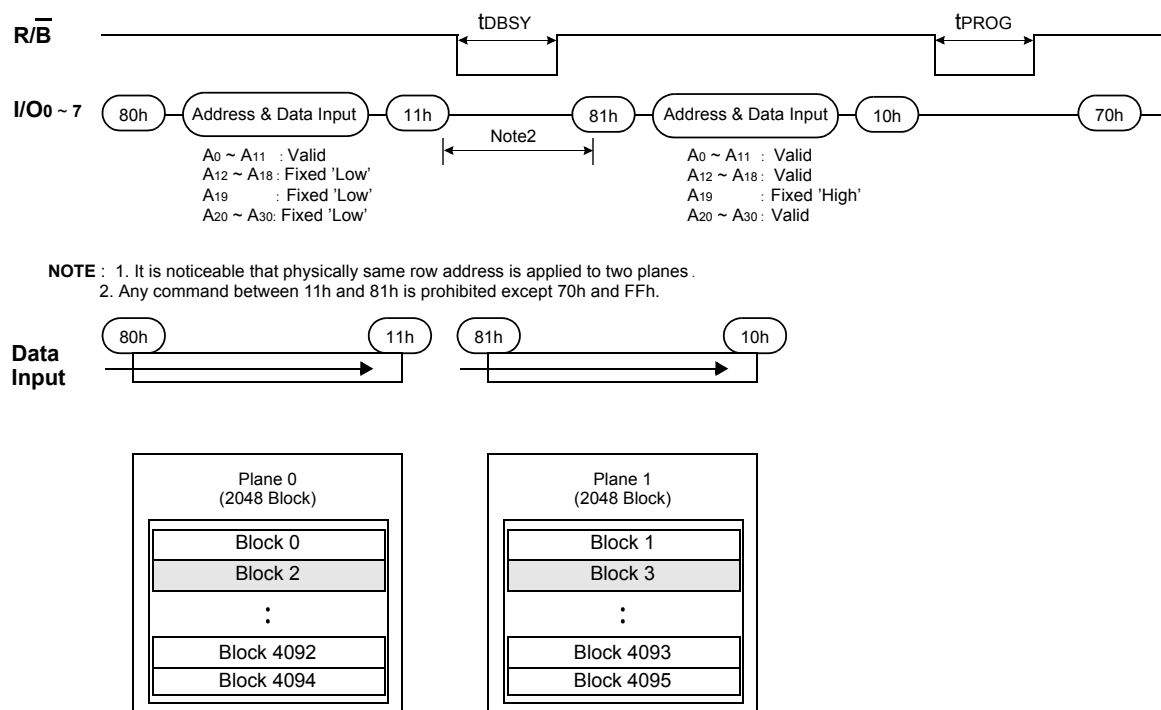 R/B tDBSY tPROG
I/O0 ~ 7 80h Address & Data Input 11h 81h Address & Data Input 10h 70h
Note2
A0 ~ A11 : Valid
A12 ~ A18 : Fixed 'Low'
A19 : Fixed 'Low'
A20 ~ A30: Fixed 'Low'
A0 ~ A11 : Valid
A12 ~ A18 : Valid
A19 : Fixed 'High'
A20 ~ A30 : Valid
NOTE : 1. It is noticeable that physically same row address is applied to two planes .
2. Any command between 11h and 81h is prohibited except 70h and FFh.
80h 11h 81h 10h
Data
Input
Plane 0
(2048 Block)
Block 0
Block 2
:
Block 4092
Block 4094
Plane 1
(2048 Block)
Block 1
Block 3
:
Block 4093
Block 4095